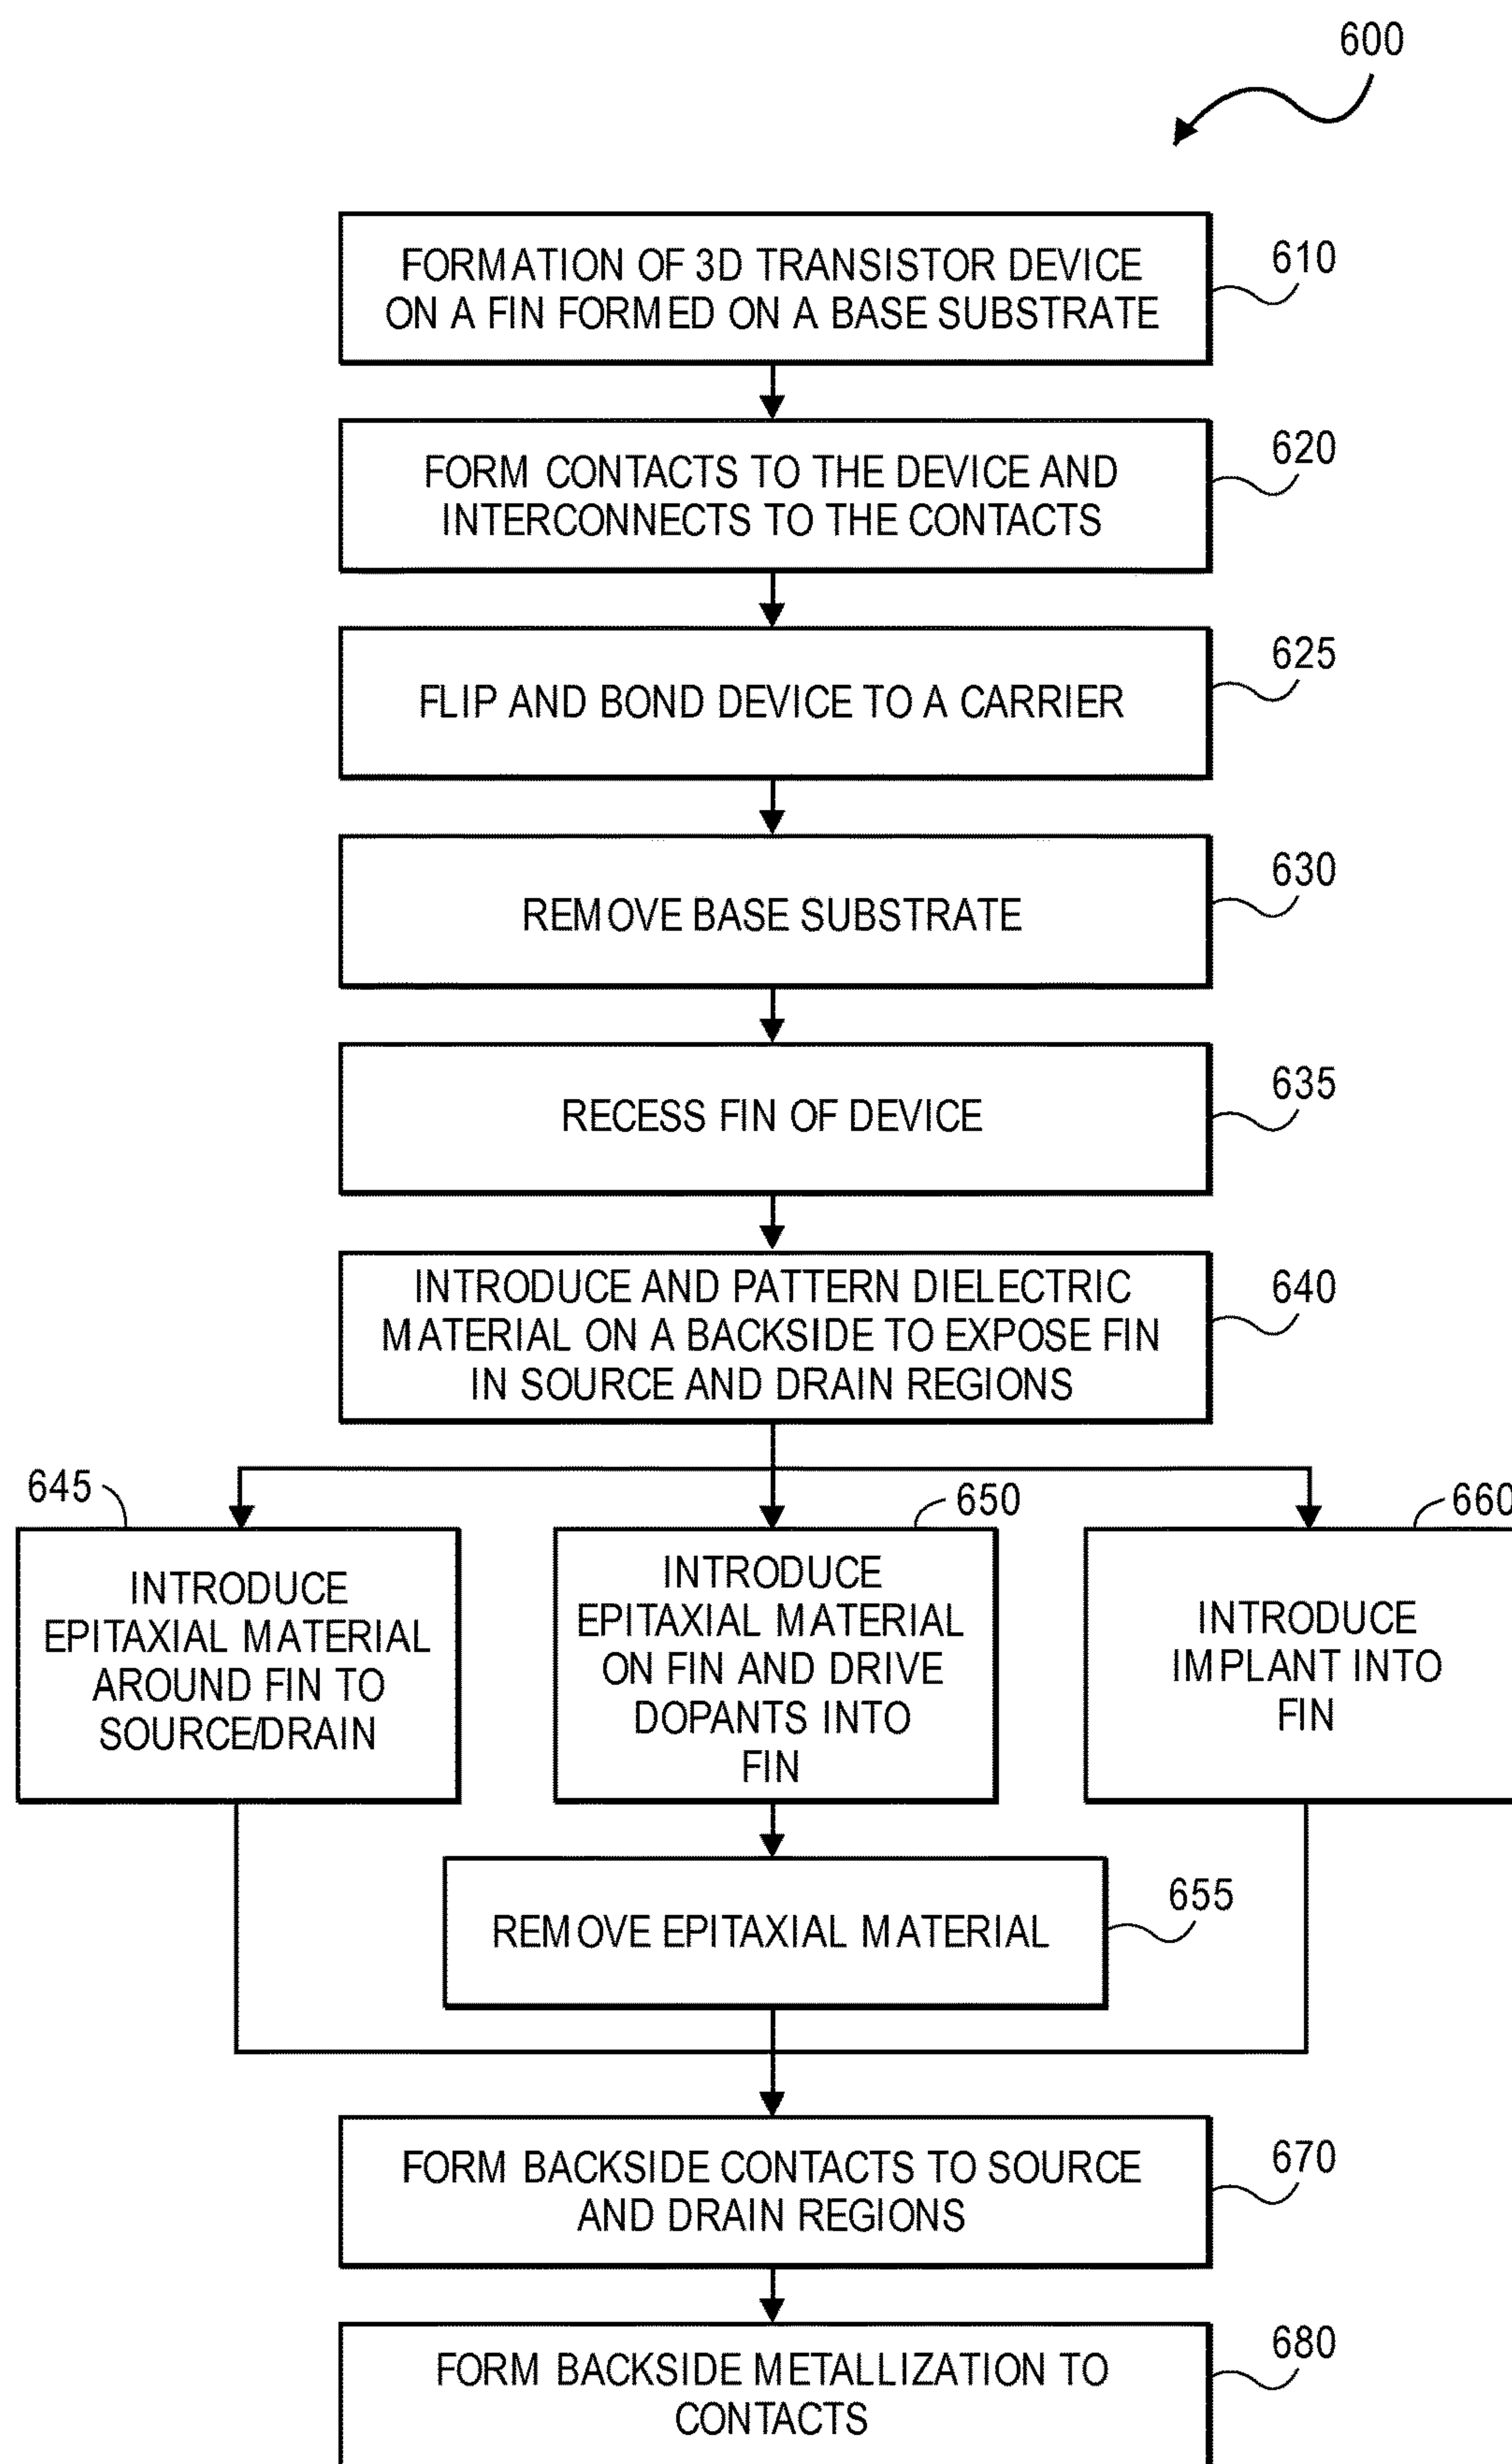 600
FORMATION OF 3D TRANSISTOR DEVICE
ON A FIN FORMED ON A BASE SUBSTRATE
610
FORM CONTACTS TO THE DEVICE AND
INTERCONNECTS TO THE CONTACTS
620
FLIP AND BOND DEVICE TO A CARRIER
625
REMOVE BASE SUBSTRATE
630
RECESS FIN OF DEVICE
635
INTRODUCE AND PATTERN DIELECTRIC
MATERIAL ON A BACKSIDE TO EXPOSE FIN
IN SOURCE AND DRAIN REGIONS
640
645
INTRODUCE
EPITAXIAL MATERIAL
AROUND FIN TO
SOURCE/DRAIN
650
INTRODUCE
EPITAXIAL MATERIAL
ON FIN AND DRIVE
DOPANTS INTO
FIN
660
INTRODUCE
IMPLANT INTO
FIN
REMOVE EPITAXIAL MATERIAL
655
FORM BACKSIDE CONTACTS TO SOURCE
AND DRAIN REGIONS
670
FORM BACKSIDE METALLIZATION TO
CONTACTS
680